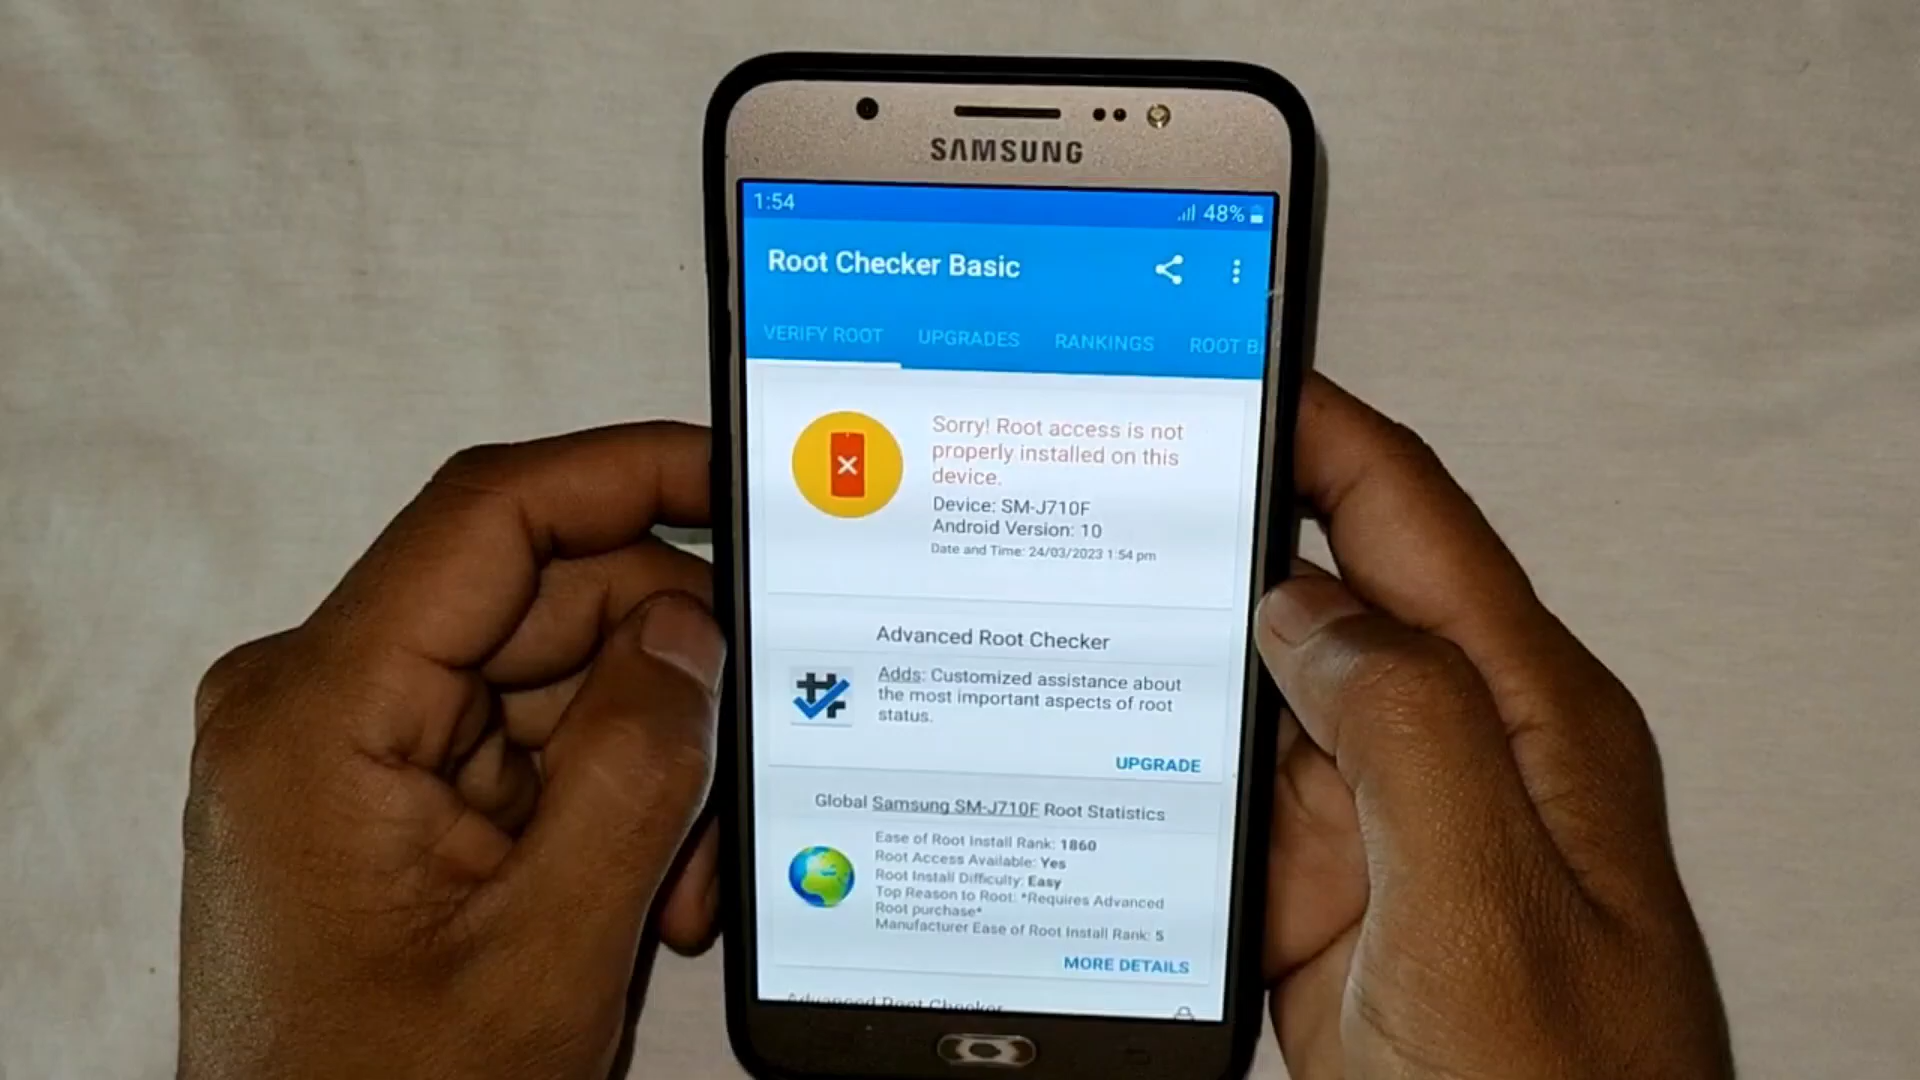 SAMSUNG
1:54
48%
Root Checker Basic
VERIFY ROOT
UPGRADES
RANKINGS
ROOT B
Sorry! Root access is not
properly installed on this
device.
Device: SM-J710F
Android Version: 10
Date and Time: 24/03/2023 1:54 pm
Advanced Root Checker
Adds: Customized assistance about
the most important aspects of root
status.
UPGRADE
Global Samsung SM-J710F Root Statistics
Ease of Root Install Rank: 1860
Root Access Available: Yes
Root Install Difficulty: Easy
Top Reason to Root: *Requires Advanced
Root purchase*
Manufacturer Ease of Root Install Rank: 5
MORE DETAILS
Advanced Root Checker